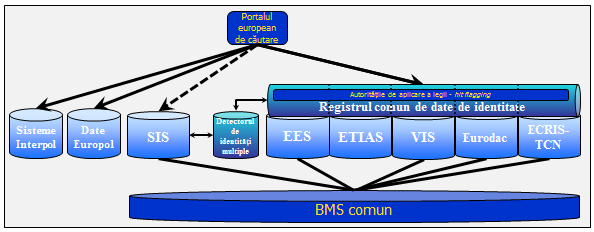 Portalul
european
de căutare
Autoritățile de aplicare a legii - hit flagging
Registrul comun de date de identitate
Sisteme
Interpol
Date
Europol
SIS
Detectorul
de
identități
multiple
EES
ETIAS
VIS
Eurodac
ECRIS-
TCN
BMS comun